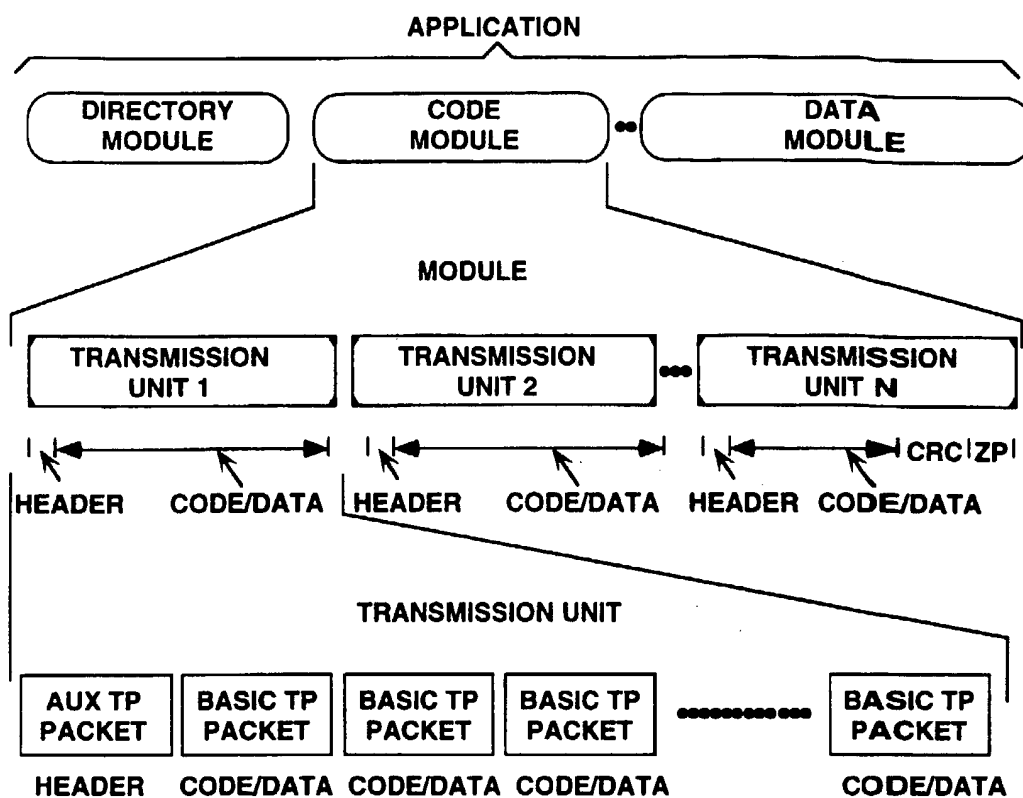 APPLICATION
DIRECTORY MODULE
CODE MODULE
DATA MODULE
MODULE
TRANSMISSION UNIT 1
TRANSMISSION UNIT 2
TRANSMISSION UNIT N
CRC ZP
HEADER CODE/DATA HEADER CODE/DATA HEADER CODE/DATA
TRANSMISSION UNIT
AUX TP PACKET
BASIC TP PACKET
BASIC TP PACKET
BASIC TP PACKET
BASIC TP PACKET
HEADER CODE/DATA CODE/DATA CODE/DATA CODE/DATA